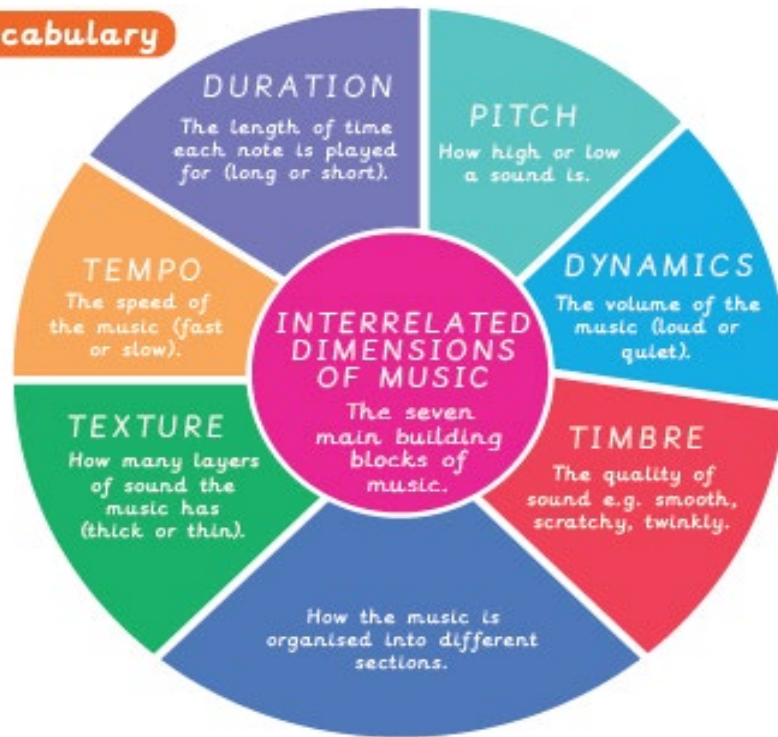 cabulary
DURATION
The length of time
each note is played
for (long or short).
PITCH
How high or low
a sound is.
DYNAMICS
The volume of the
music (loud or
quiet).
TIMBRE
The quality of
sound e.g. smooth,
scratchy, twinkly.
How the music is
organised into different
sections.
TEXTURE
How many layers
of sound the
music has
(thick or thin).
TEMPO
The speed of
the music (fast
or slow).
INTERRELATED
DIMENSIONS
OF MUSIC
The seven
main building
blocks of
music.